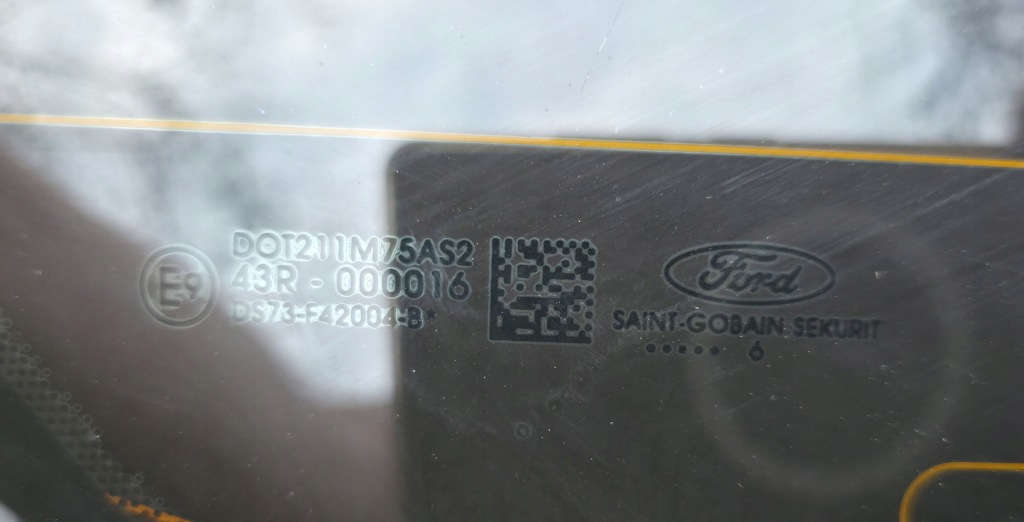 E9
DOT211M75AS2
43R - 000016
DS73-F42004-B*
Ford
SAINT-GOBAIN SEKURIT
..... 6